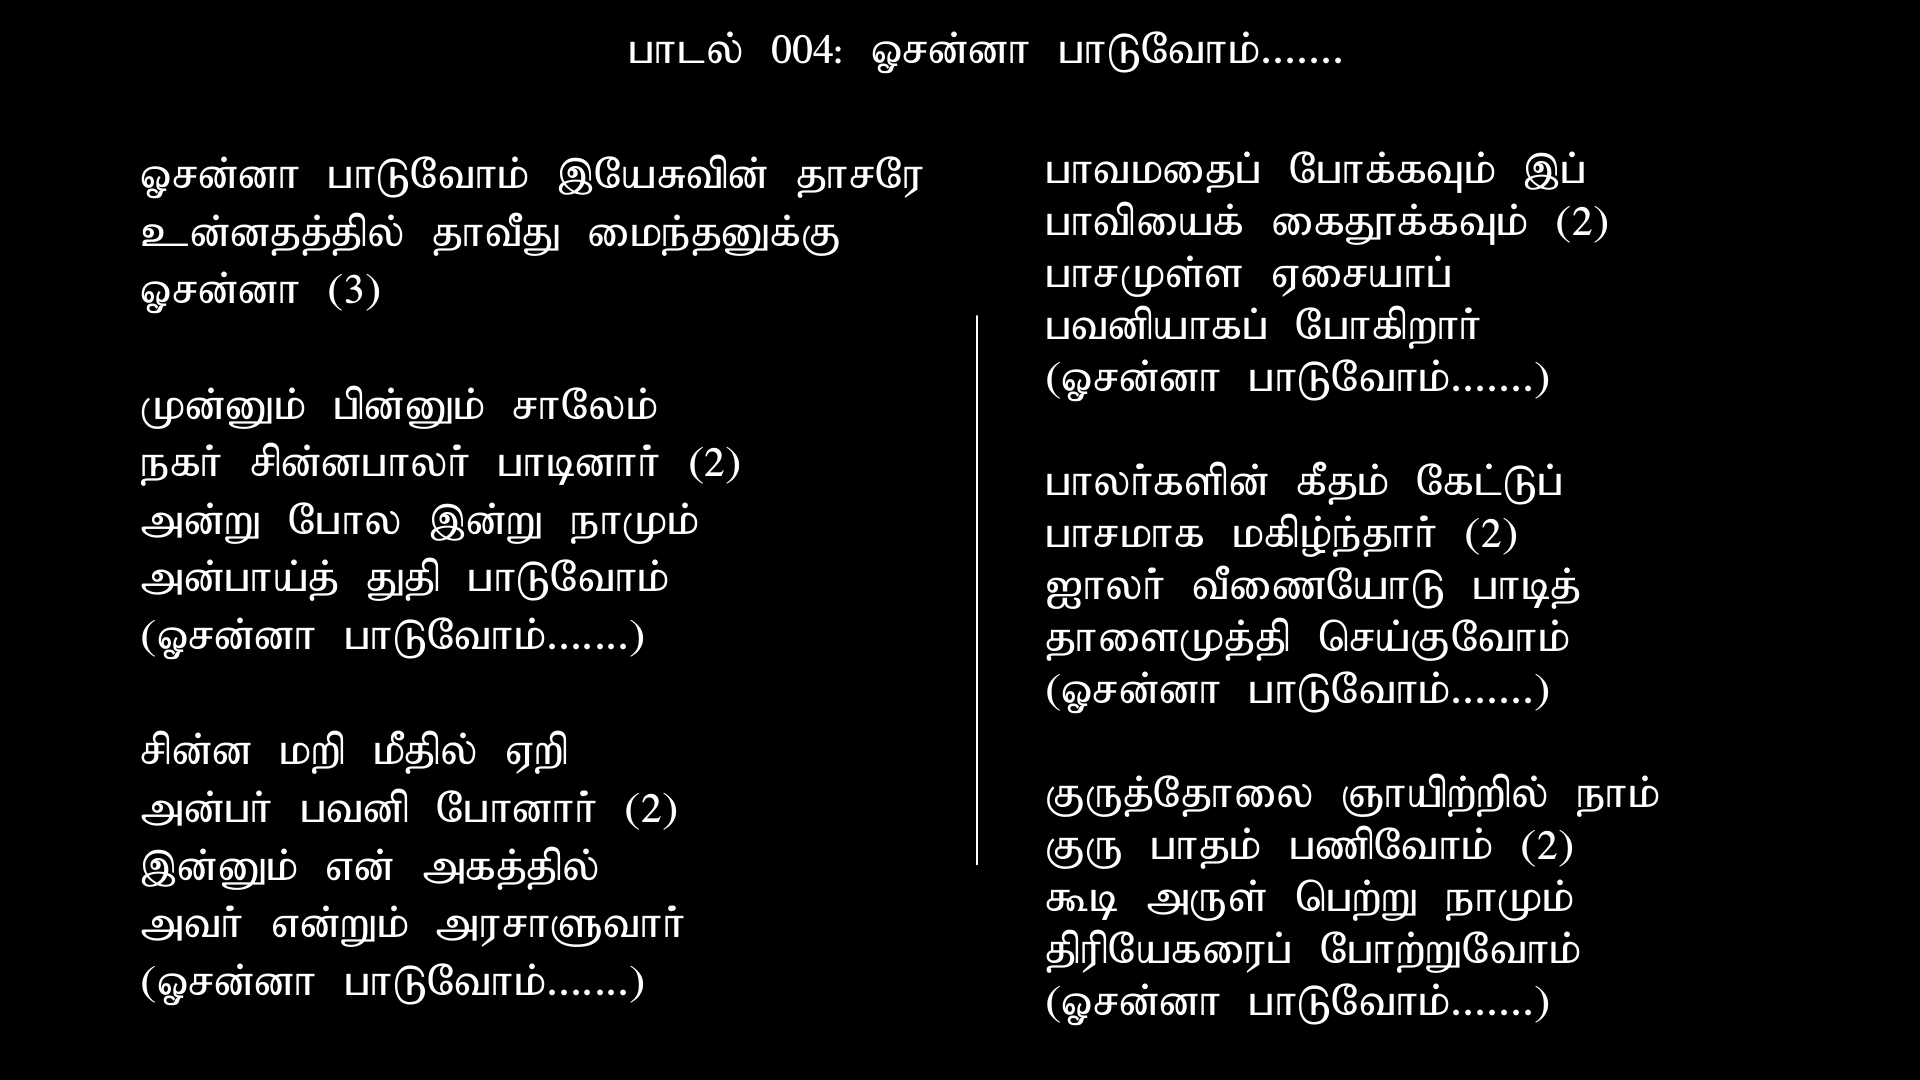 பாடல் 004: ஓசன்னா பாடுவோம்.......
ஓசன்னா பாடுவோம் இயேசுவின் தாசரே
உன்னதத்தில் தாவீது மைந்தனுக்கு
ஓசன்னா (3)
முன்னும் பின்னும் சாலேம்
நகர் சின்னபாலர் பாடினார் (2)
அன்று போல இன்று நாமும்
அன்பாய்த் துதி பாடுவோம்
(ஓசன்னா பாடுவோம்.......)
சின்ன மறி மீதில் ஏறி
அன்பர் பவனி போனார் (2)
இன்னும் என் அகத்தில்
அவர் என்றும் அரசாளுவார்
(ஓசன்னா பாடுவோம்.......)
பாவமதைப் போக்கவும் இப்
பாவியைக் கைதூக்கவும் (2)
பாசமுள்ள ஏசையாப்
பவனியாகப் போகிறார்
(ஓசன்னா பாடுவோம்.......)
பாலர்களின் கீதம் கேட்டுப்
பாசமாக மகிழ்ந்தார் (2)
ஐாலர் வீணையோடு பாடித்
தாளைமுத்தி செய்குவோம்
(ஓசன்னா பாடுவோம்.......)
குருத்தோலை ஞாயிற்றில் நாம்
குரு பாதம் பணிவோம் (2)
கூடி அருள் பெற்று நாமும்
திரியேகரைப் போற்றுவோம்
(ஓசன்னா பாடுவோம்.......)